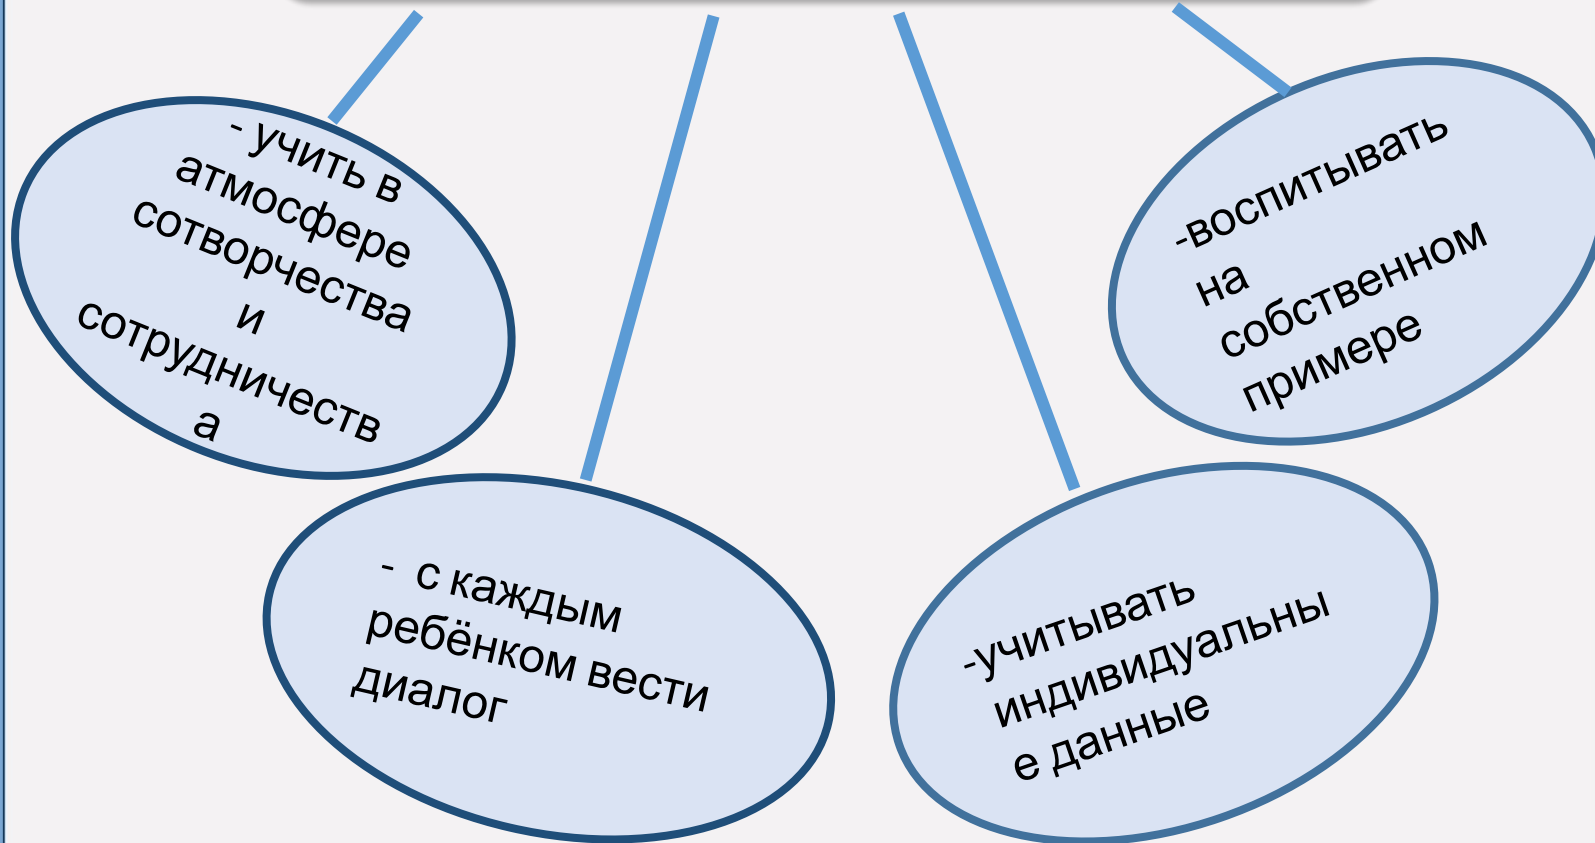 - учить в
атмосфере
сотворчества
и
сотрудничеств
а
- с каждым
ребёнком вести
диалог
-учитывать
индивидуальны
е данные
-воспитывать
на
собственном
примере